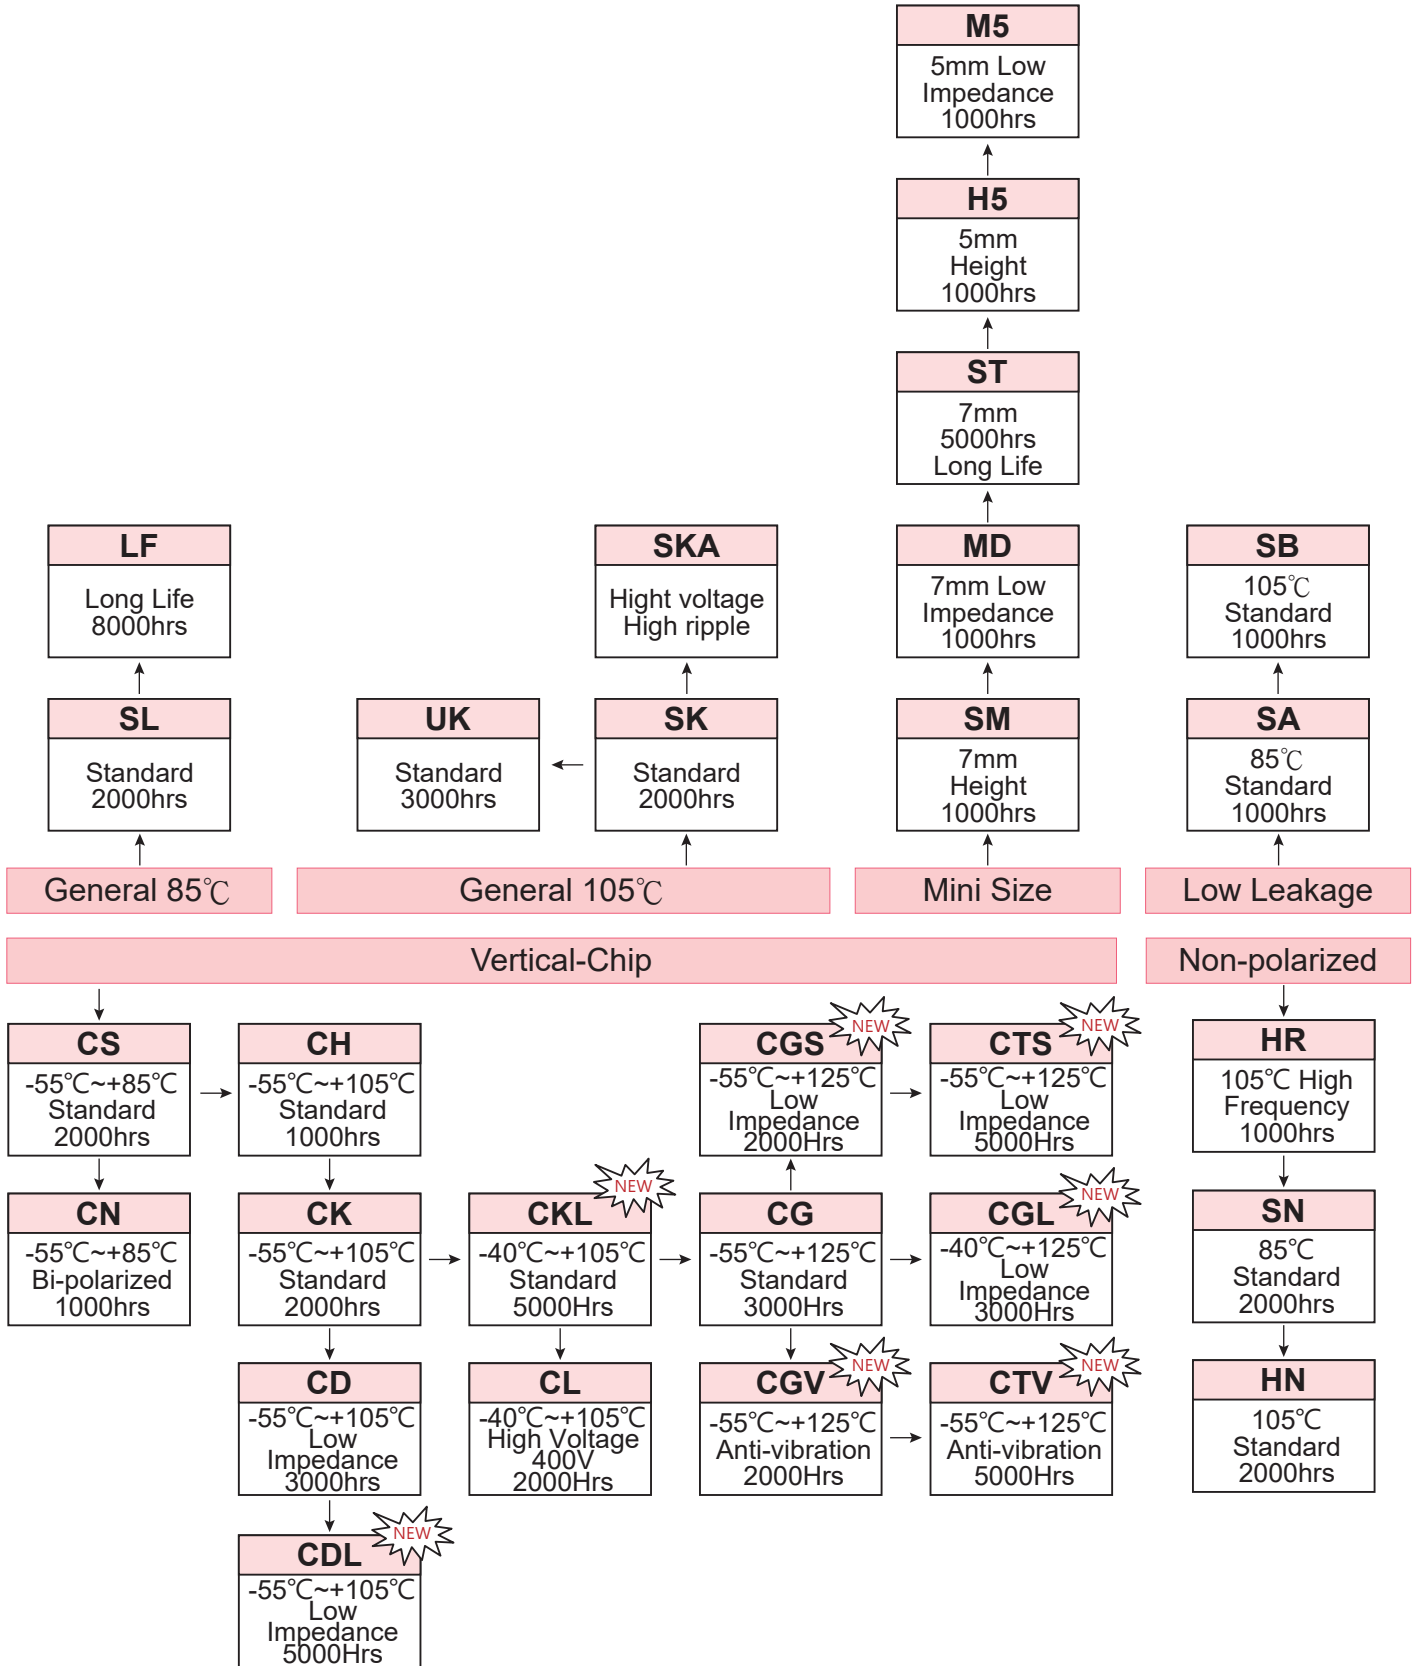 M5
5mm Low
Impedance
1000hrs
H5
5mm
Height
1000hrs
ST
7mm
5000hrs
Long Life
LF
Long Life
8000hrs
SKA
Hight voltage
High ripple
MD
7mm Low
Impedance
1000hrs
SB
105℃
Standard
1000hrs
SL
Standard
2000hrs
UK
Standard
3000hrs
SK
Standard
2000hrs
SM
7mm
Height
1000hrs
SA
85℃
Standard
1000hrs
General 85℃
General 105℃
Mini Size
Low Leakage
Vertical-Chip
Non-polarized
CS
-55℃~+85℃
Standard
2000hrs
CH
-55℃~+105℃
Standard
1000hrs
CGS
NEW
-55℃~+125℃
Low
Impedance
2000Hrs
CTS
NEW
-55℃~+125℃
Low
Impedance
5000Hrs
HR
105℃ High
Frequency
1000hrs
CN
-55℃~+85℃
Bi-polarized
1000hrs
CK
-55℃~+105℃
Standard
2000hrs
CKL
NEW
-40℃~+105℃
Standard
5000Hrs
CG
-55℃~+125℃
Standard
3000Hrs
CGL
NEW
-40℃~+125℃
Low
Impedance
3000Hrs
SN
85℃
Standard
2000hrs
CD
-55℃~+105℃
Low
Impedance
3000hrs
CL
-40℃~+105℃
High Voltage
400V
2000Hrs
CGV
NEW
-55℃~+125℃
Anti-vibration
2000Hrs
CTV
NEW
-55℃~+125℃
Anti-vibration
5000Hrs
HN
105℃
Standard
2000hrs
CDL
NEW
-55℃~+105℃
Low
Impedance
5000Hrs